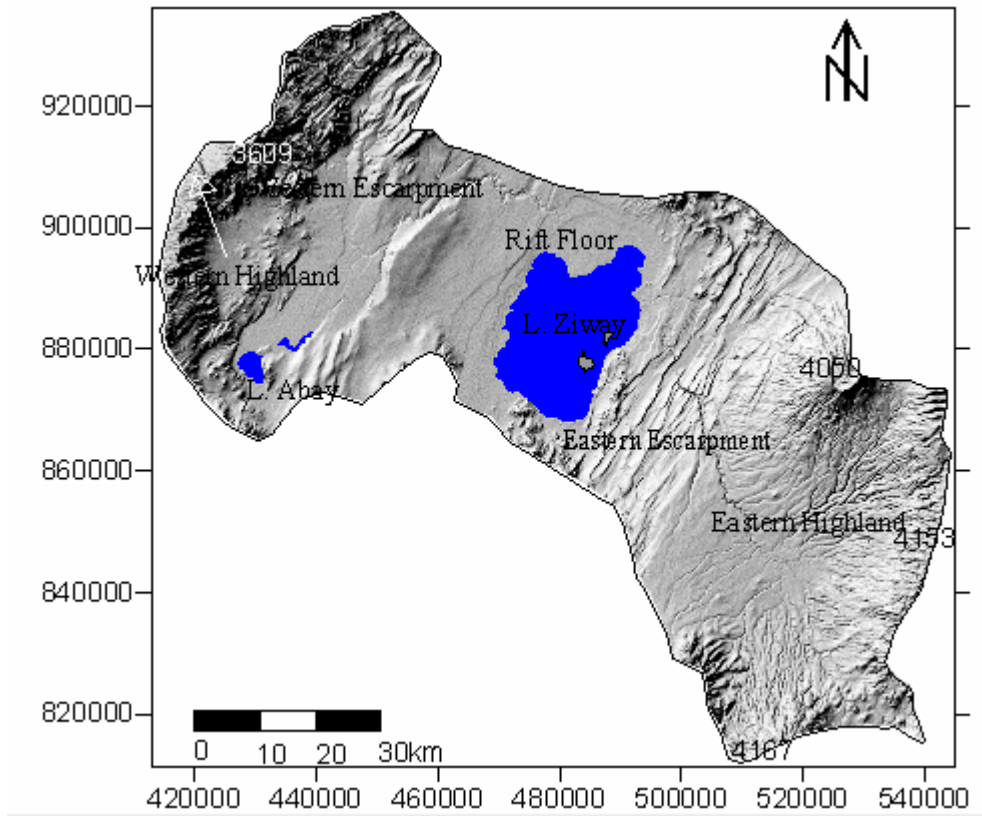 N
920000
3609
Western Escarpment
900000
Rift Floor
Western Highland
L. Ziway
880000
4050
L. Abay
Eastern Escarpment
860000
Eastern Highland
4153
840000
820000
4167
0 10 20 30km
420000 440000 460000 480000 500000 520000 540000